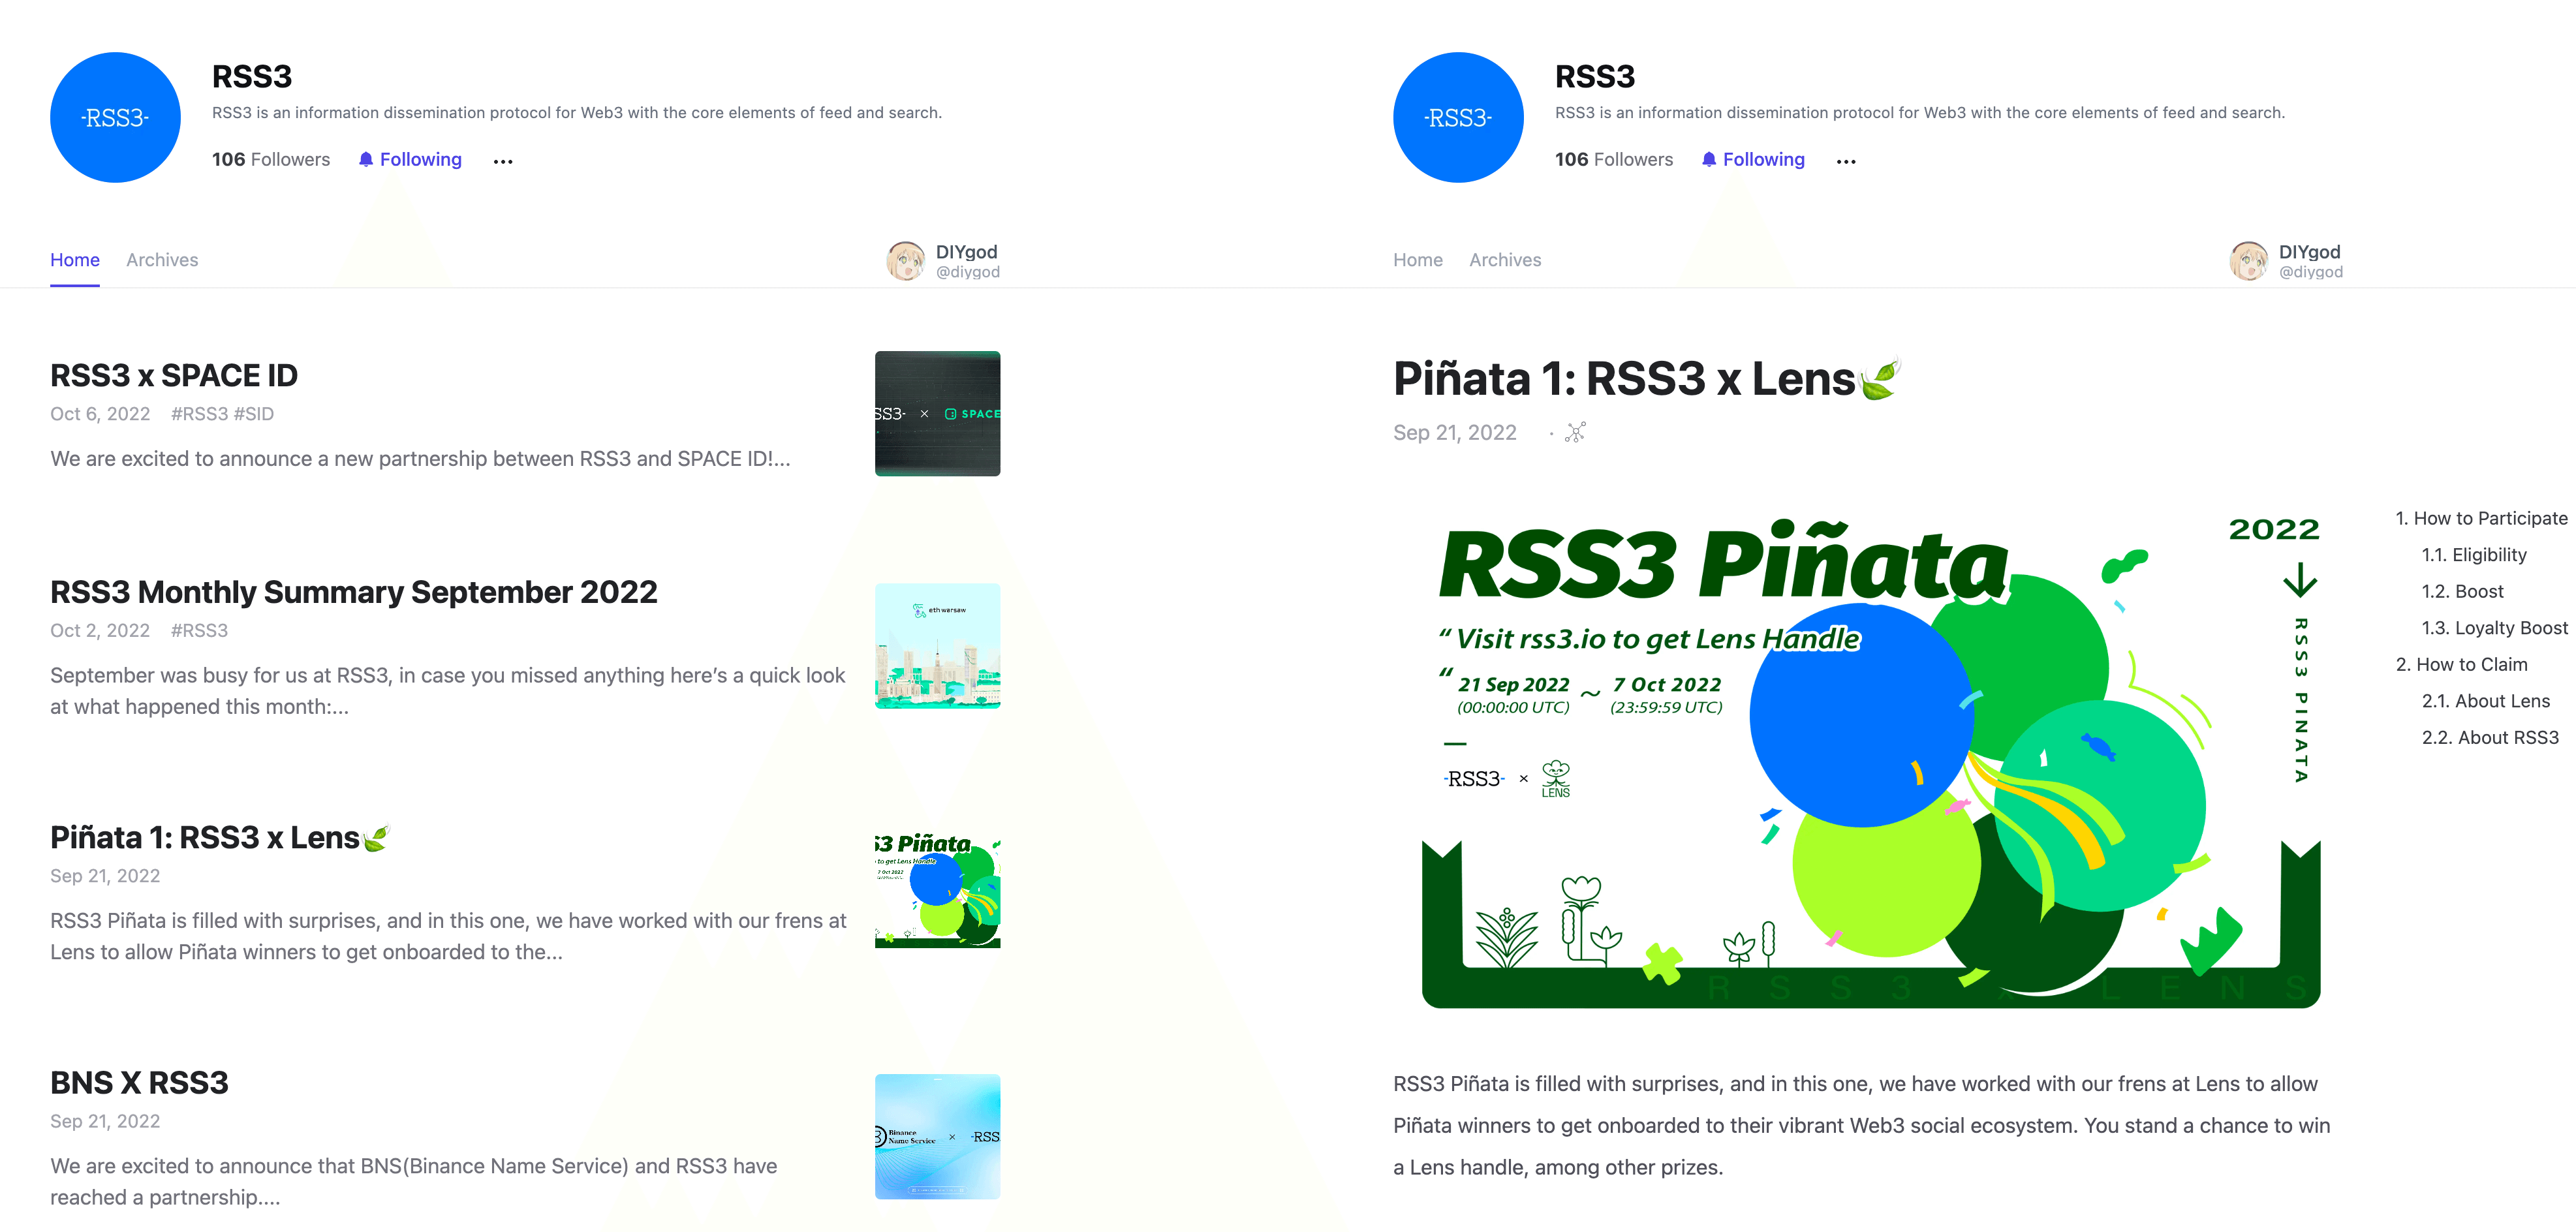 -RSS3-
RSS3
RSS3 is an information dissemination protocol for Web3 with the core elements of feed and search.
106 Followers Following ...
Home Archives
DIYgod
@diygod
RSS3 x SPACE ID
Oct 6, 2022 #RSS3 #SID
We are excited to announce a new partnership between RSS3 and SPACE ID!...
SS3- × SPACE
RSS3 Monthly Summary September 2022
Oct 2, 2022 #RSS3
September was busy for us at RSS3, in case you missed anything here's a quick look
at what happened this month:...
eth warsaw
Piñata 1: RSS3 x Lens🍃
Sep 21, 2022
RSS3 Piñata is filled with surprises, and in this one, we have worked with our frens at
Lens to allow Piñata winners to get onboarded to the...
S3 Piñata
to get Lens Handle
7 Oct 2022
BNS X RSS3
Sep 21, 2022
We are excited to announce that BNS(Binance Name Service) and RSS3 have
reached a partnership....
Binance
Name Service × -RSS
-RSS3-
RSS3
RSS3 is an information dissemination protocol for Web3 with the core elements of feed and search.
106 Followers Following ...
Home Archives
DIYgod
@diygod
Piñata 1: RSS3 x Lens🍃
Sep 21, 2022 ·
RSS3 Piñata
2022
“ Visit rss3.io to get Lens Handle
“ 21 Sep 2022 ~ 7 Oct 2022
(00:00:00 UTC) (23:59:59 UTC)
-RSS3- × LENS
RSS3 PINATA
RSS3 x LENS
1. How to Participate
1.1. Eligibility
1.2. Boost
1.3. Loyalty Boost
2. How to Claim
2.1. About Lens
2.2. About RSS3
RSS3 Piñata is filled with surprises, and in this one, we have worked with our frens at Lens to allow
Piñata winners to get onboarded to their vibrant Web3 social ecosystem. You stand a chance to win
a Lens handle, among other prizes.